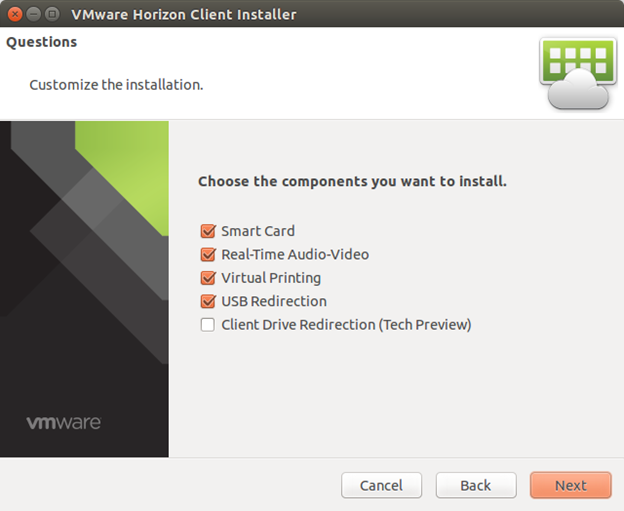 VMware Horizon Client Installer
Questions
Customize the installation.
Choose the components you want to install.
Smart Card
Real-Time Audio-Video
Virtual Printing
USB Redirection
Client Drive Redirection (Tech Preview)
vmware
Cancel
Back
Next